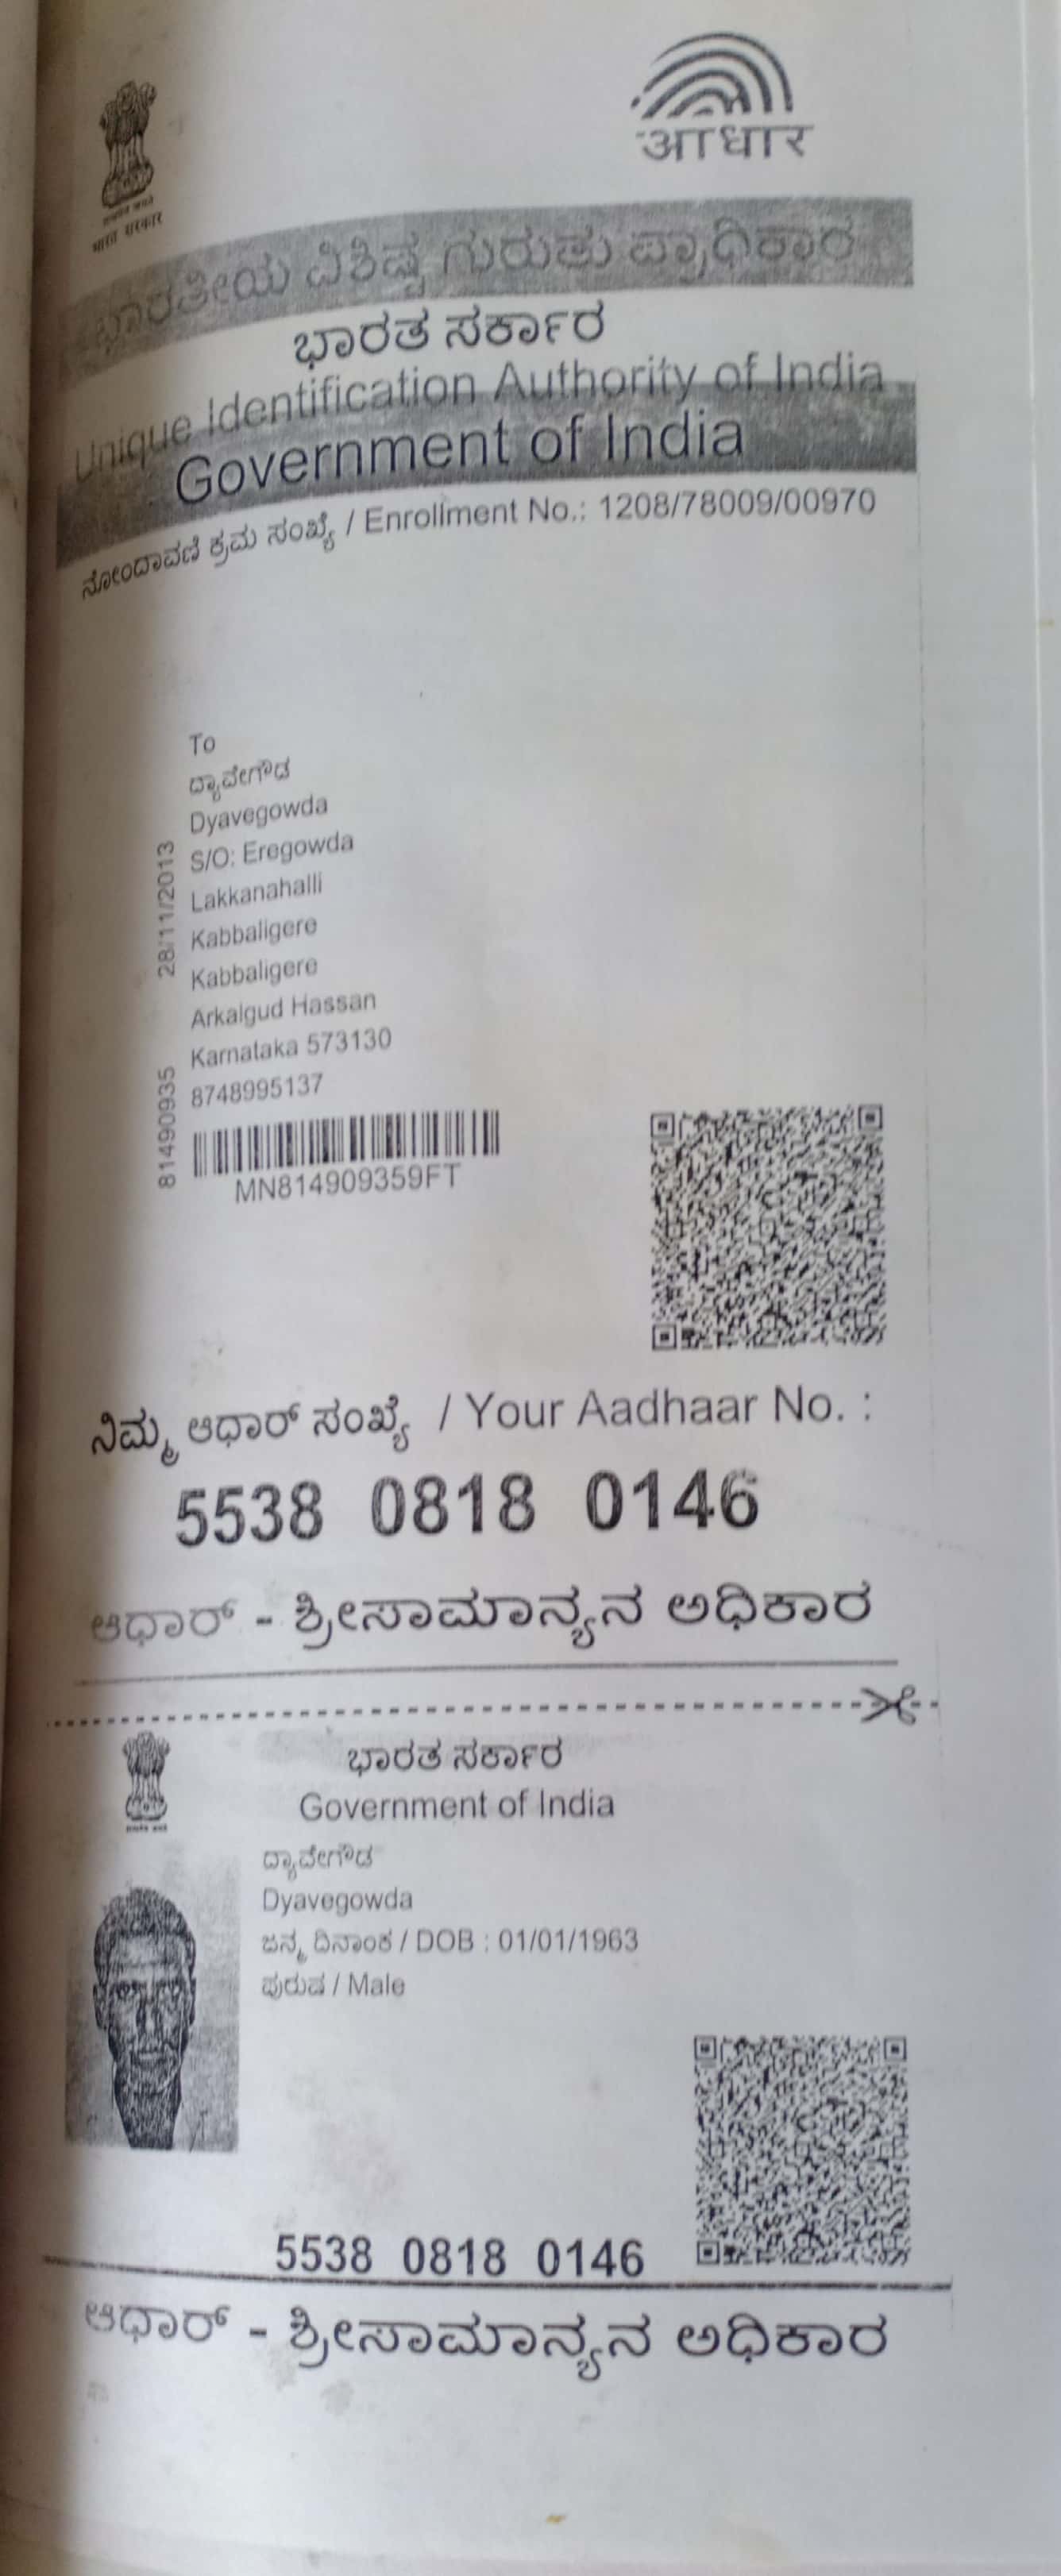 आधार
भारत सरकार
ಭಾರತೀಯ ವಿಶಿಷ್ಟ ಗುರುತು ಪ್ರಾಧಿಕಾರ
ಭಾರತ ಸರ್ಕಾರ
Unique Identification Authority of India
Government of India
ನೋಂದಾವಣಿ ಕ್ರಮ ಸಂಖ್ಯೆ / Enrollment No.: 1208/78009/00970
To
ದ್ಯಾವೇಗೌಡ
Dyavegowda
S/O: Eregowda
Lakkanahalli
Kabbaligere
Kabbaligere
Arkalgud Hassan
Karnataka 573130
8748995137
28/11/2013
81490935
MN814909359FT
ನಿಮ್ಮ ಆಧಾರ್ ಸಂಖ್ಯೆ / Your Aadhaar No. :
5538 0818 0146
ಆಧಾರ್ - ಶ್ರೀಸಾಮಾನ್ಯನ ಅಧಿಕಾರ
ಭಾರತ ಸರ್ಕಾರ
Government of India
ದ್ಯಾವೇಗೌಡ
Dyavegowda
ಜನ್ಮ ದಿನಾಂಕ / DOB : 01/01/1963
ಪುರುಷ / Male
5538 0818 0146
ಆಧಾರ್ - ಶ್ರೀಸಾಮಾನ್ಯನ ಅಧಿಕಾರ